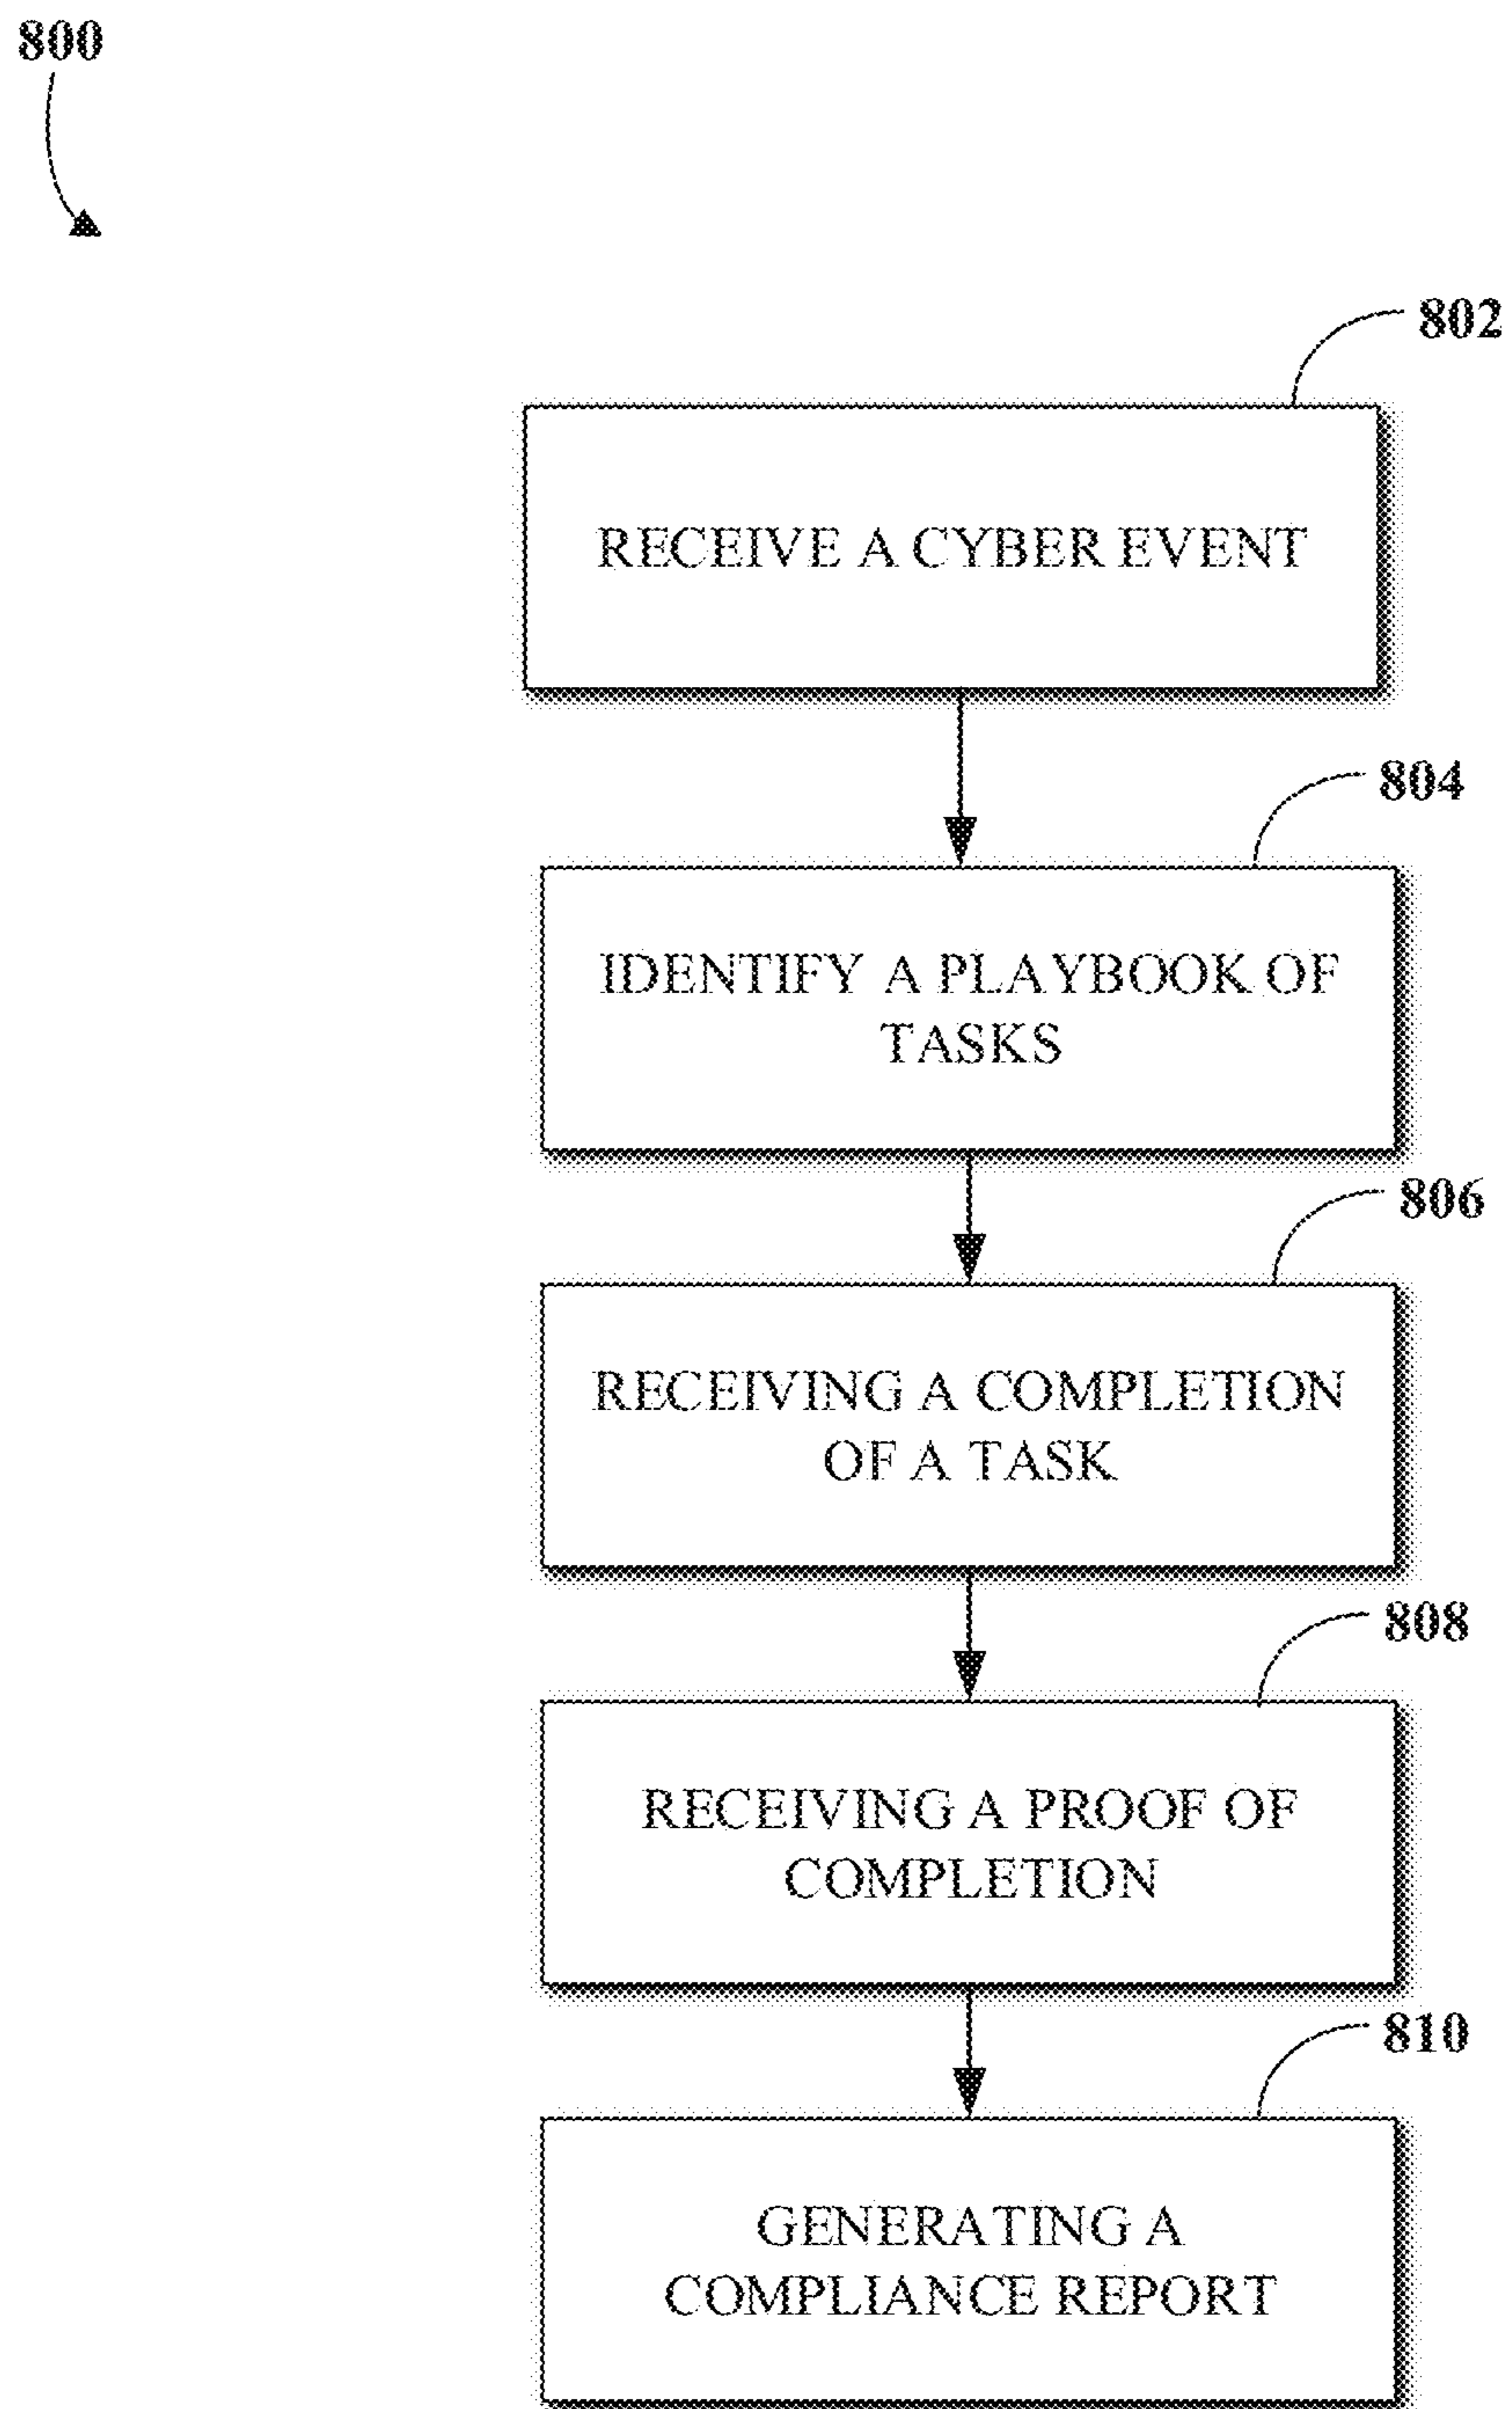 800
802
RECEIVE A CYBER EVENT
804
IDENTIFY A PLAYBOOK OF
TASKS
806
RECEIVING A COMPLETION
OF A TASK
808
RECEIVING A PROOF OF
COMPLETION
810
GENERATING A
COMPLIANCE REPORT